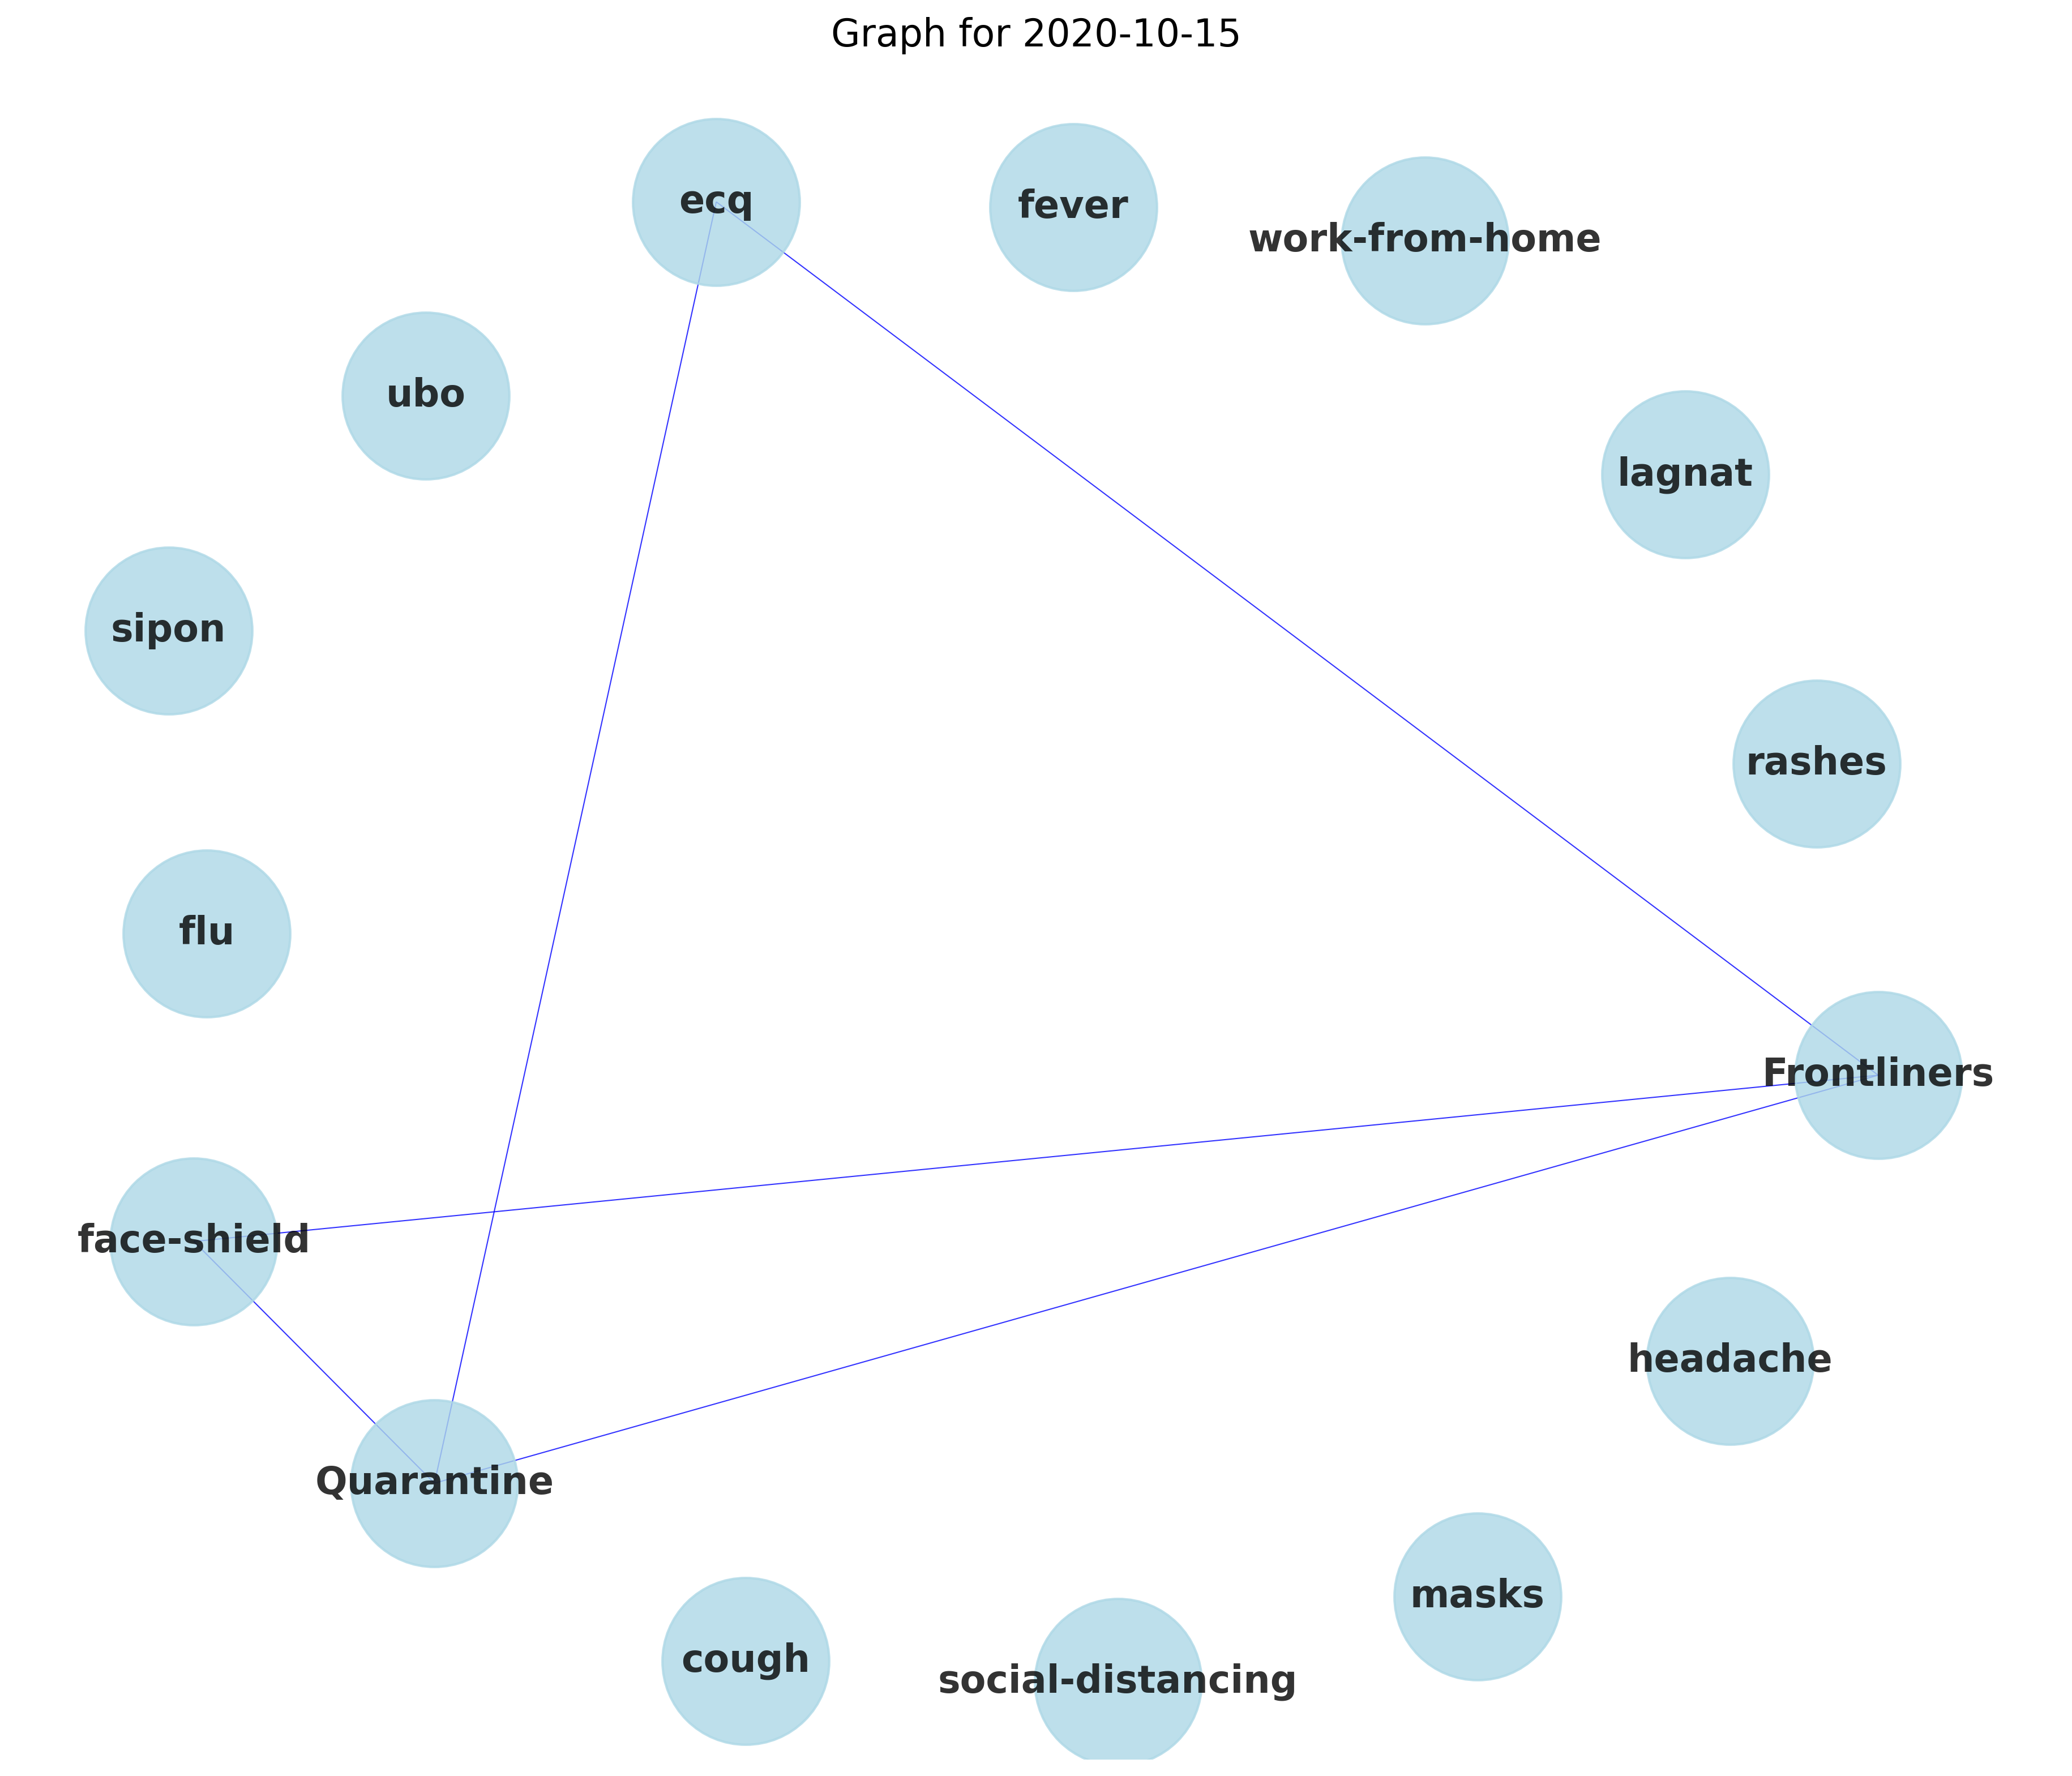 Graph for 2020-10-15
ecq
fever
work-from-home
ubo
lagnat
sipon
rashes
flu
Frontliners
face-shield
headache
Quarantine
masks
cough
social-distancing